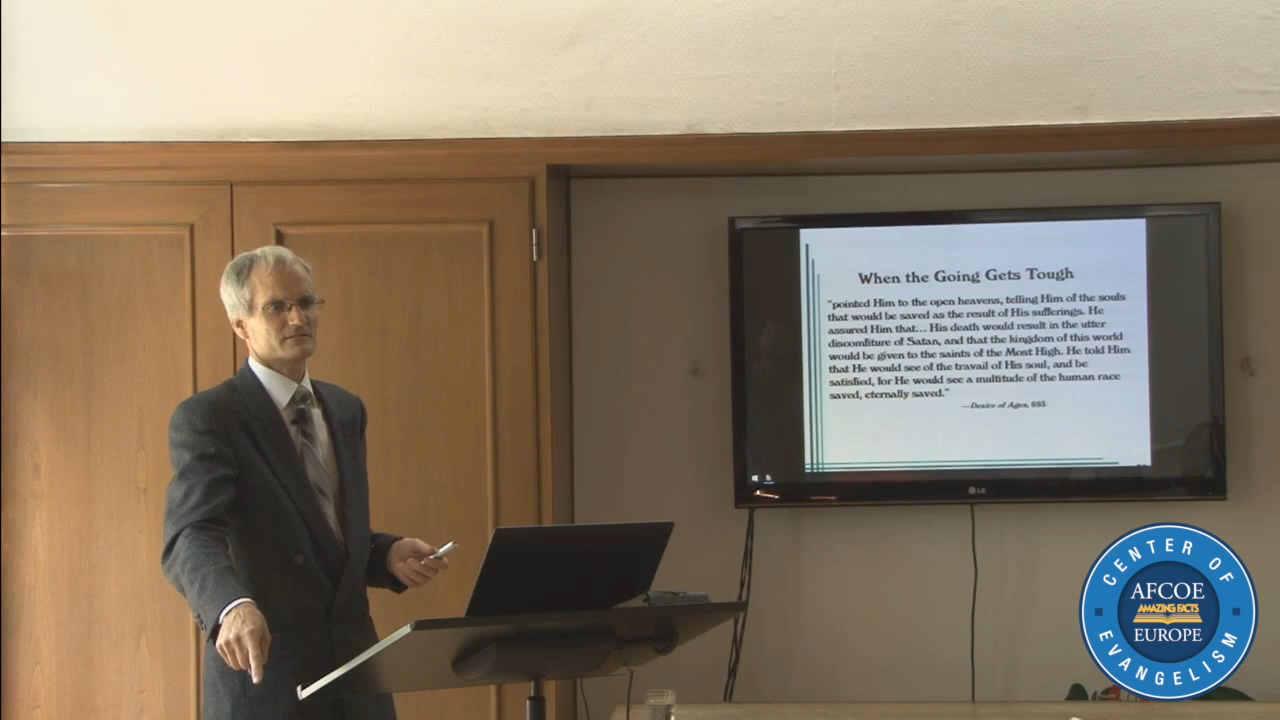 When the Going Gets Tough
"pointed Him to the open heavens, telling Him of the souls
that would be saved as the result of His sufferings. He
assured Him that... His death would result in the utter
discomfiture of Satan, and that the kingdom of this world
would be given to the saints of the Most High. He told Him
that He would see of the travail of His soul, and be
satisfied, for He would see a multitude of the human race
saved, eternally saved."
—Desire of Ages, 693
LG
CENTER OF
AFCOE
AMAZING FACTS
EUROPE
EVANGELISM